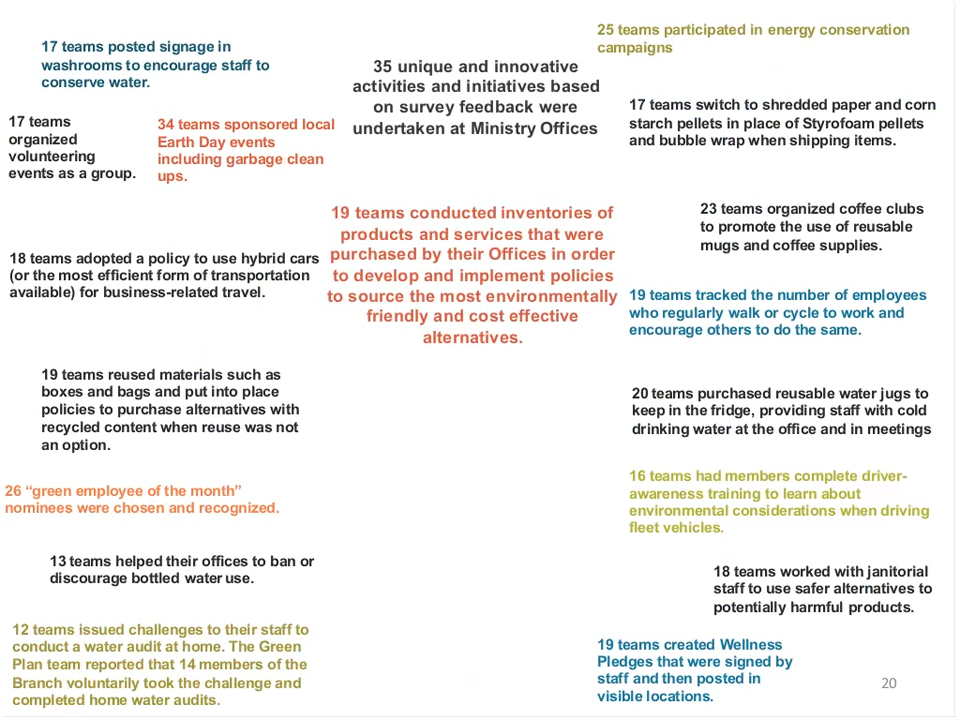 17 teams posted signage in
washrooms to encourage staff to
conserve water.
35 unique and innovative
activities and initiatives based
on survey feedback were
undertaken at Ministry Offices
25 teams participated in energy conservation
campaigns
17 teams
organized
volunteering
events as a group.
34 teams sponsored local
Earth Day events
including garbage clean
ups.
17 teams switch to shredded paper and corn
starch pellets in place of Styrofoam pellets
and bubble wrap when shipping items.
19 teams conducted inventories of
products and services that were
purchased by their Offices in order
to develop and implement policies
to source the most environmentally
friendly and cost effective
alternatives.
23 teams organized coffee clubs
to promote the use of reusable
mugs and coffee supplies.
18 teams adopted a policy to use hybrid cars
(or the most efficient form of transportation
available) for business-related travel.
19 teams tracked the number of employees
who regularly walk or cycle to work and
encourage others to do the same.
19 teams reused materials such as
boxes and bags and put into place
policies to purchase alternatives with
recycled content when reuse was not
an option.
20 teams purchased reusable water jugs to
keep in the fridge, providing staff with cold
drinking water at the office and in meetings
26 “green employee of the month”
nominees were chosen and recognized.
16 teams had members complete driver-
awareness training to learn about
environmental considerations when driving
fleet vehicles.
13 teams helped their offices to ban or
discourage bottled water use.
18 teams worked with janitorial
staff to use safer alternatives to
potentially harmful products.
12 teams issued challenges to their staff to
conduct a water audit at home. The Green
Plan team reported that 14 members of the
Branch voluntarily took the challenge and
completed home water audits.
19 teams created Wellness
Pledges that were signed by
staff and then posted in
visible locations.
20